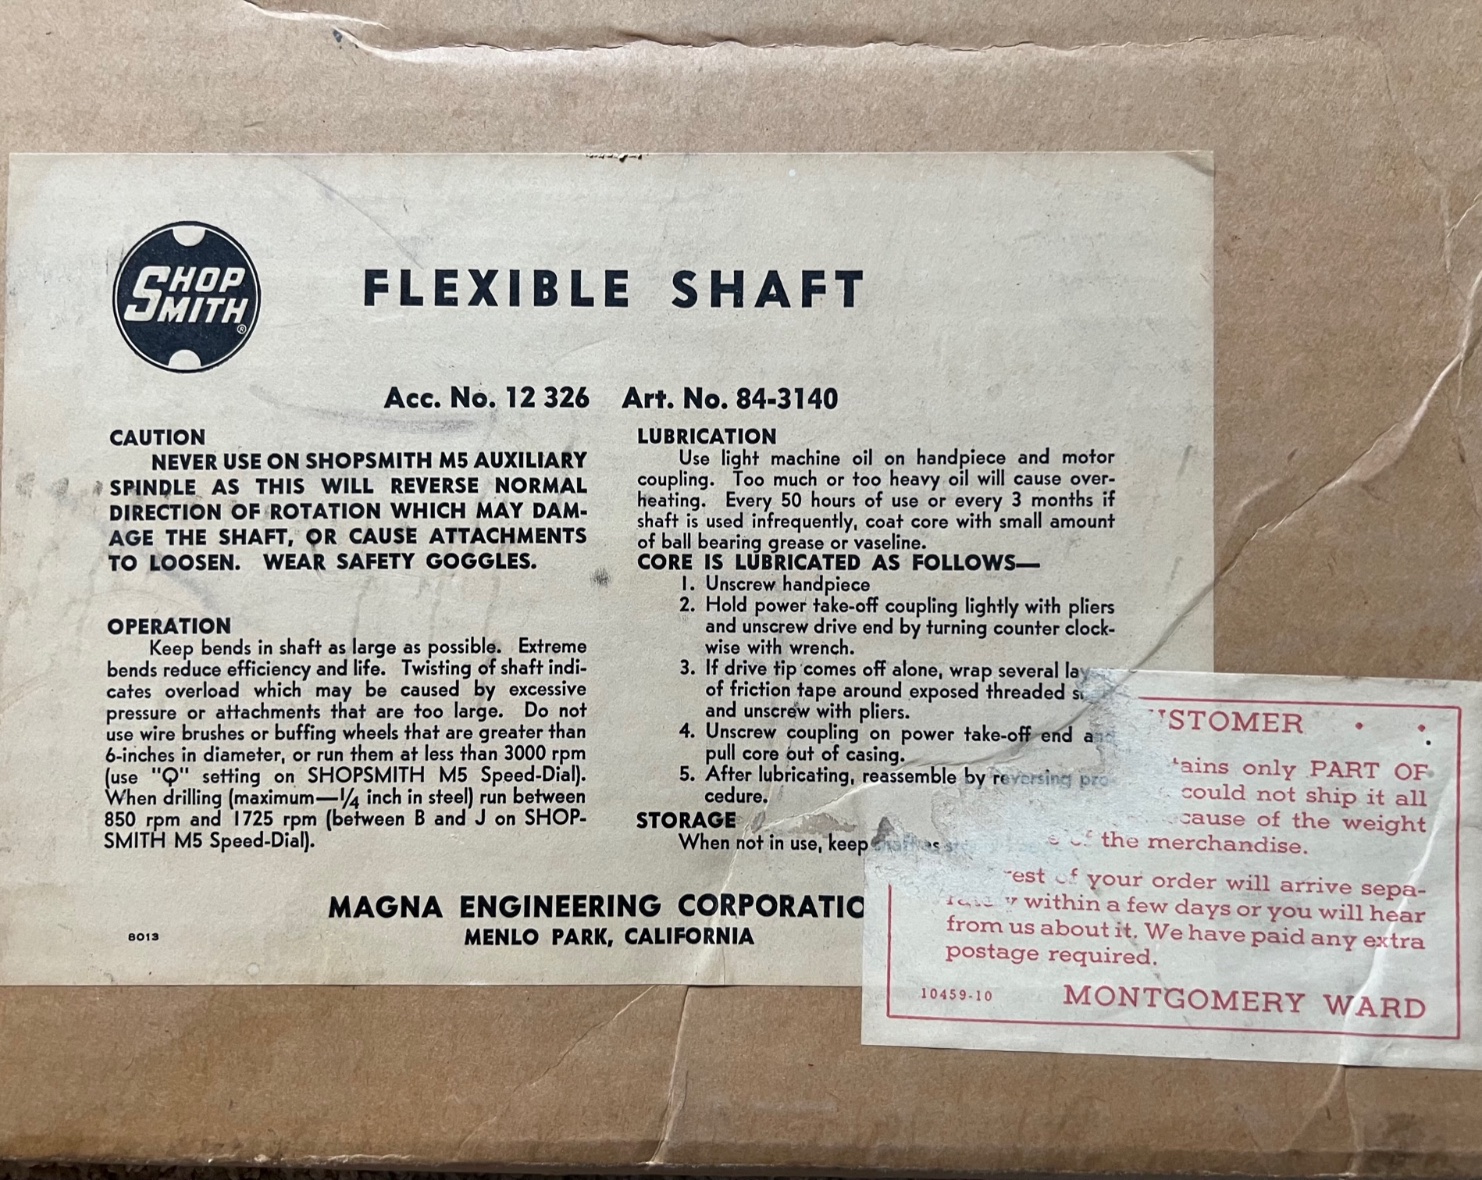 SHOP
SMITH®
FLEXIBLE SHAFT
Acc. No. 12 326 Art. No. 84-3140
CAUTION
NEVER USE ON SHOPSMITH M5 AUXILIARY
SPINDLE AS THIS WILL REVERSE NORMAL
DIRECTION OF ROTATION WHICH MAY DAM-
AGE THE SHAFT, OR CAUSE ATTACHMENTS
TO LOOSEN. WEAR SAFETY GOGGLES.
OPERATION
Keep bends in shaft as large as possible. Extreme
bends reduce efficiency and life. Twisting of shaft indi-
cates overload which may be caused by excessive
pressure or attachments that are too large. Do not
use wire brushes or buffing wheels that are greater than
6-inches in diameter, or run them at less than 3000 rpm
(use "Q" setting on SHOPSMITH M5 Speed-Dial).
When drilling (maximum—1/4 inch in steel) run between
850 rpm and 1725 rpm (between B and J on SHOP-
SMITH M5 Speed-Dial).
LUBRICATION
Use light machine oil on handpiece and motor
coupling. Too much or too heavy oil will cause over-
heating. Every 50 hours of use or every 3 months if
shaft is used infrequently, coat core with small amount
of ball bearing grease or vaseline.
CORE IS LUBRICATED AS FOLLOWS—
1. Unscrew handpiece
2. Hold power take-off coupling lightly with pliers
and unscrew drive end by turning counter clock-
wise with wrench.
3. If drive tip comes off alone, wrap several lay
of friction tape around exposed threaded
and unscrew with pliers.
4. Unscrew coupling on power take-off end
pull core out of casing.
5. After lubricating, reassemble by reversing pro-
cedure.
STORAGE
When not in use, keep
MAGNA ENGINEERING CORPORATIO
MENLO PARK, CALIFORNIA
8013
USTOMER
ains only PART OF
could not ship it all
cause of the weight
of the merchandise.
rest of your order will arrive sepa-
within a few days or you will hear
from us about it. We have paid any extra
postage required.
10459-10 MONTGOMERY WARD